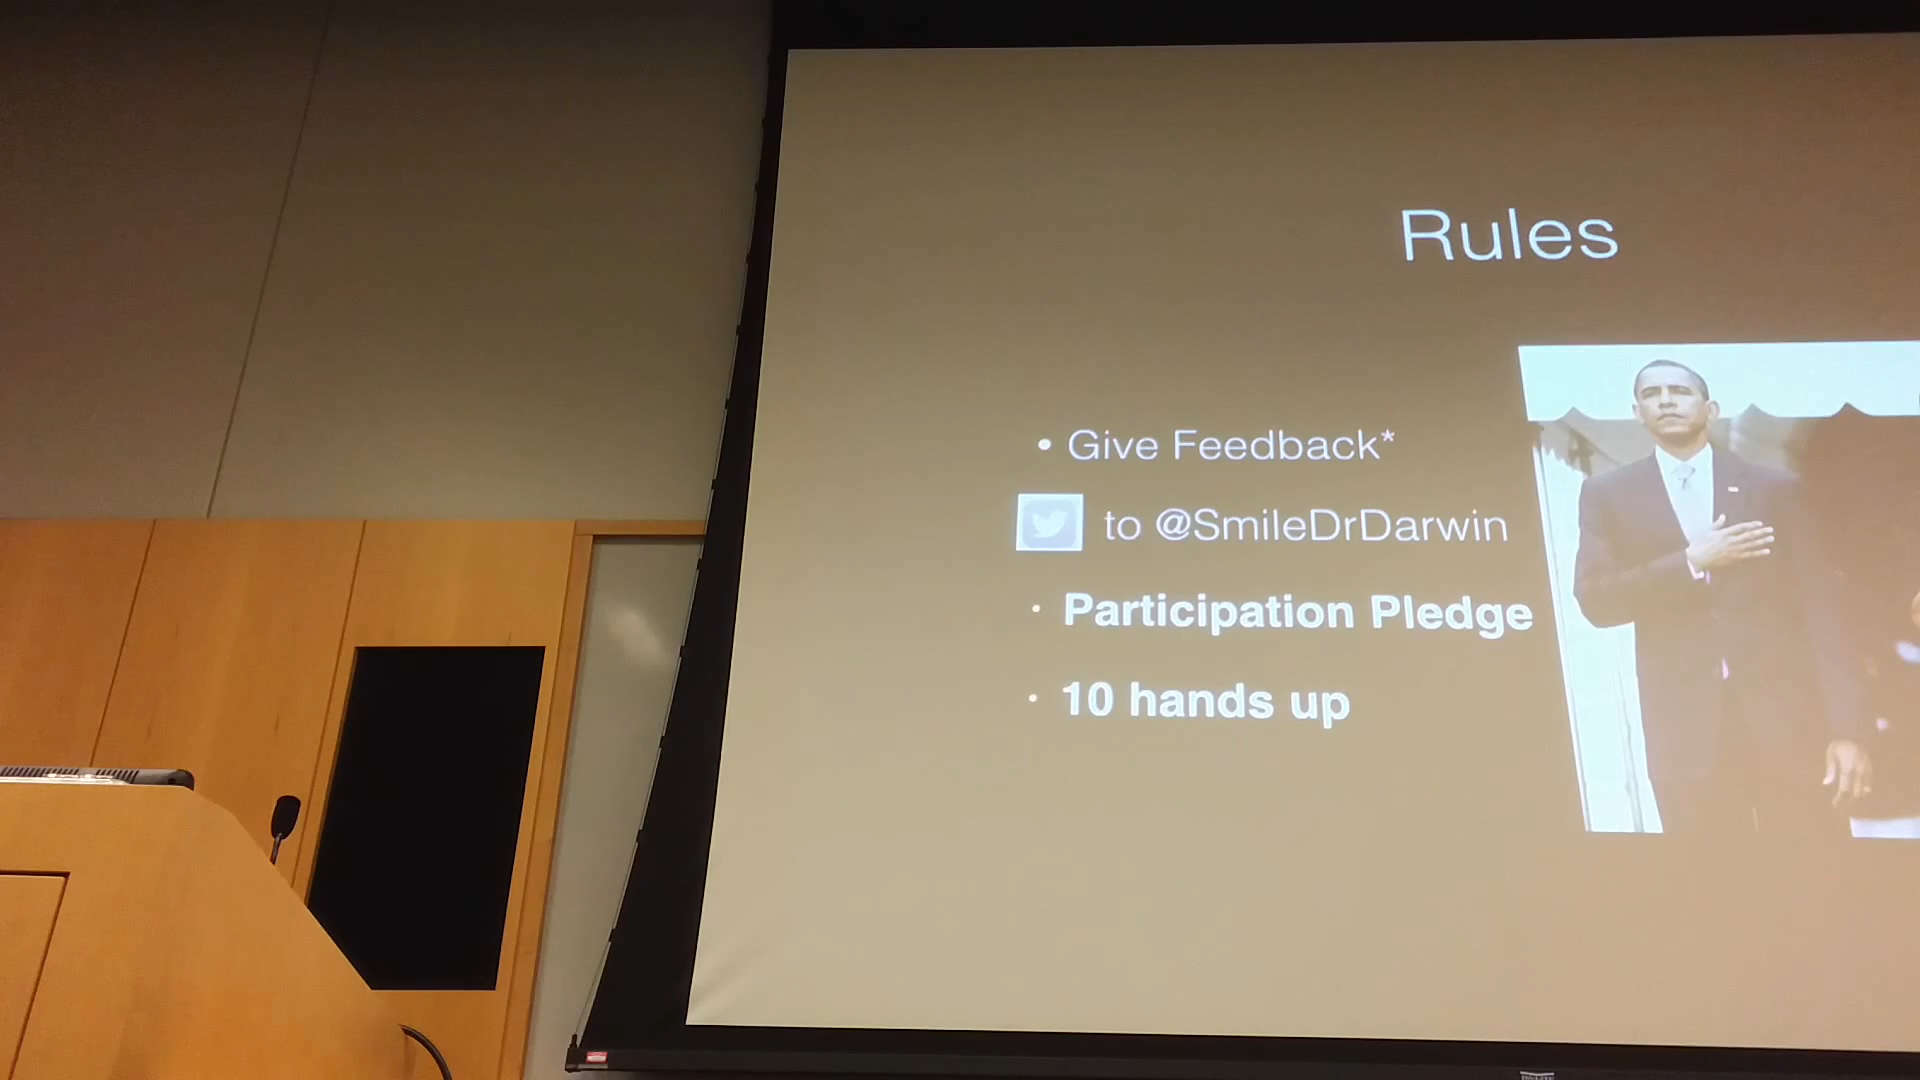 Rules
• Give Feedback*
to @SmileDrDarwin
• Participation Pledge
• 10 hands up